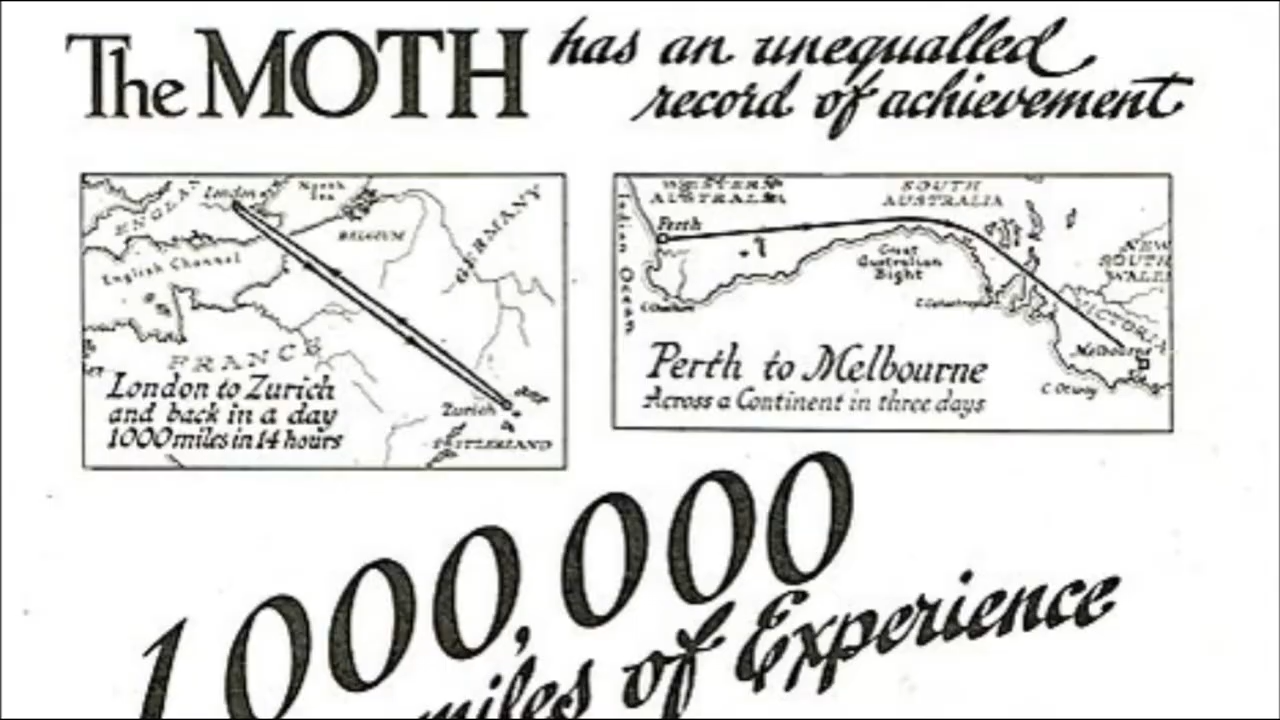 The MOTH has an unequalled
record of achievement
ENGLA
London
North
Sea
BELGIUM
GERMANY
English Channel
FRANCE
London to Zurich
and back in a day
1000 miles in 14 hours
Zurich
SWITZERLAND
WESTERN
AUSTRALIA
SOUTH
AUSTRALIA
Perth
Indian Ocean
Great
Australian
Bight
NEW
SOUTH
WALES
C. Catastrophe
VICTORIA
Melbourne
C. Otway
Perth to Melbourne
Across a Continent in three days
1,000,000
miles of Experience